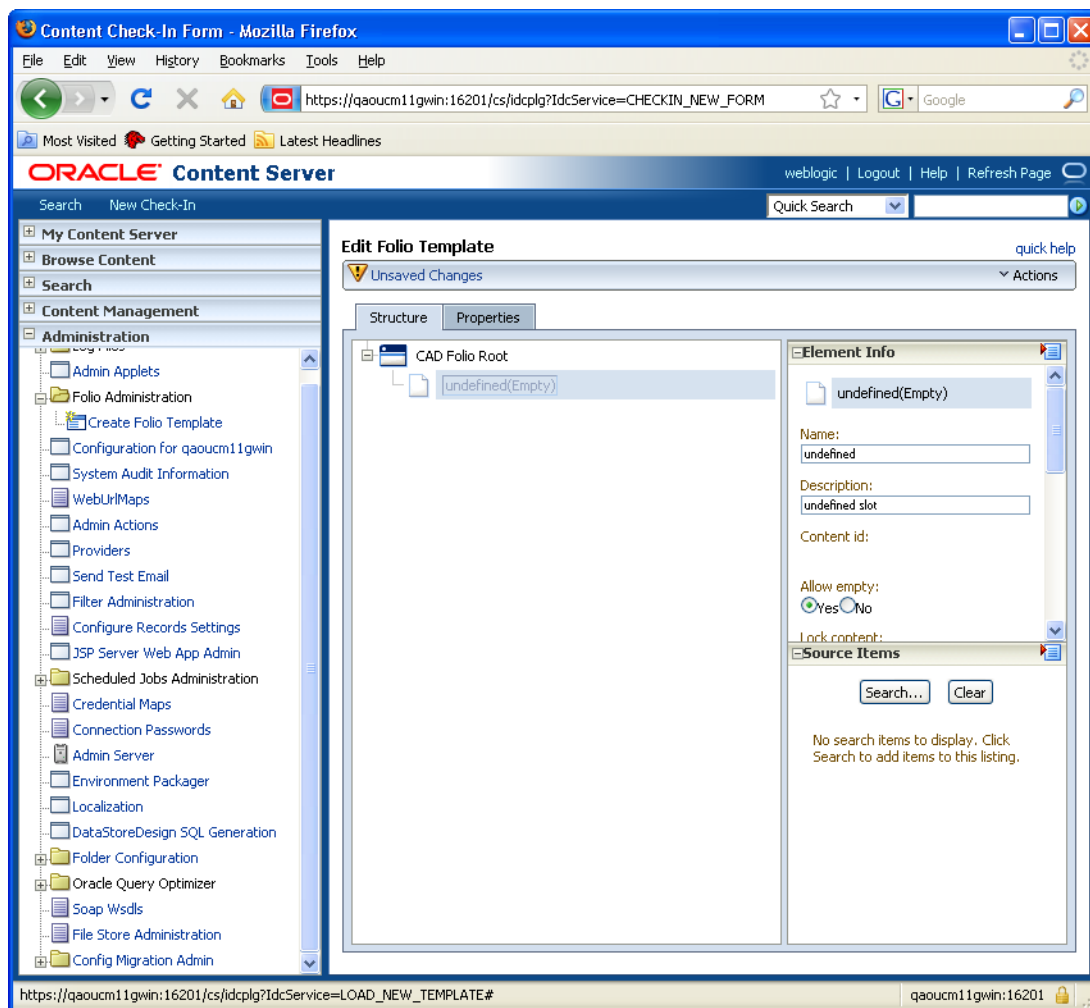 Content Check-In Form - Mozilla Firefox
File Edit View History Bookmarks Tools Help
https://qaoucm11gwin:16201/cs/idcplg?IdcService=CHECKIN_NEW_FORM
G Google
Most Visited Getting Started Latest Headlines
ORACLE Content Server
weblogic | Logout | Help | Refresh Page
Search New Check-In
Quick Search
My Content Server
Browse Content
Search
Content Management
Administration
Log Files
Admin Applets
Folio Administration
Create Folio Template
Configuration for qaoucm11gwin
System Audit Information
WebUrlMaps
Admin Actions
Providers
Send Test Email
Filter Administration
Configure Records Settings
JSP Server Web App Admin
Scheduled Jobs Administration
Credential Maps
Connection Passwords
Admin Server
Environment Packager
Localization
DataStoreDesign SQL Generation
Folder Configuration
Oracle Query Optimizer
Soap Wsdls
File Store Administration
Config Migration Admin
Edit Folio Template
quick help
Unsaved Changes
Actions
Structure Properties
CAD Folio Root
undefined(Empty)
Element Info
undefined(Empty)
Name:
undefined
Description:
undefined slot
Content id:
Allow empty:
Yes No
Lock content:
Source Items
Search... Clear
No search items to display. Click
Search to add items to this listing.
https://qaoucm11gwin:16201/cs/idcplg?IdcService=LOAD_NEW_TEMPLATE#
qaoucm11gwin:16201